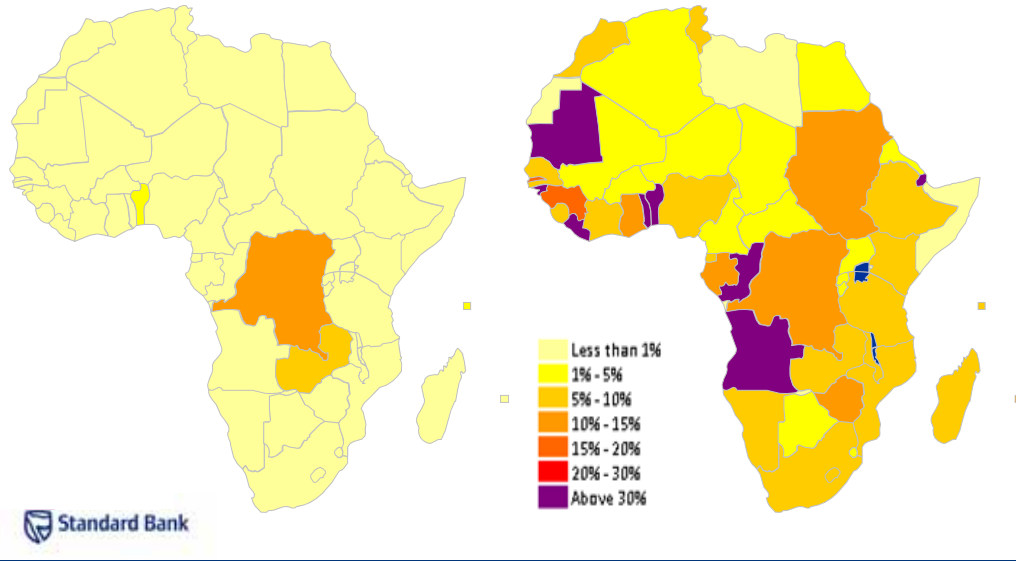 Less than 1%
1% - 5%
5% - 10%
10% - 15%
15% - 20%
20% - 30%
Above 30%
Standard Bank